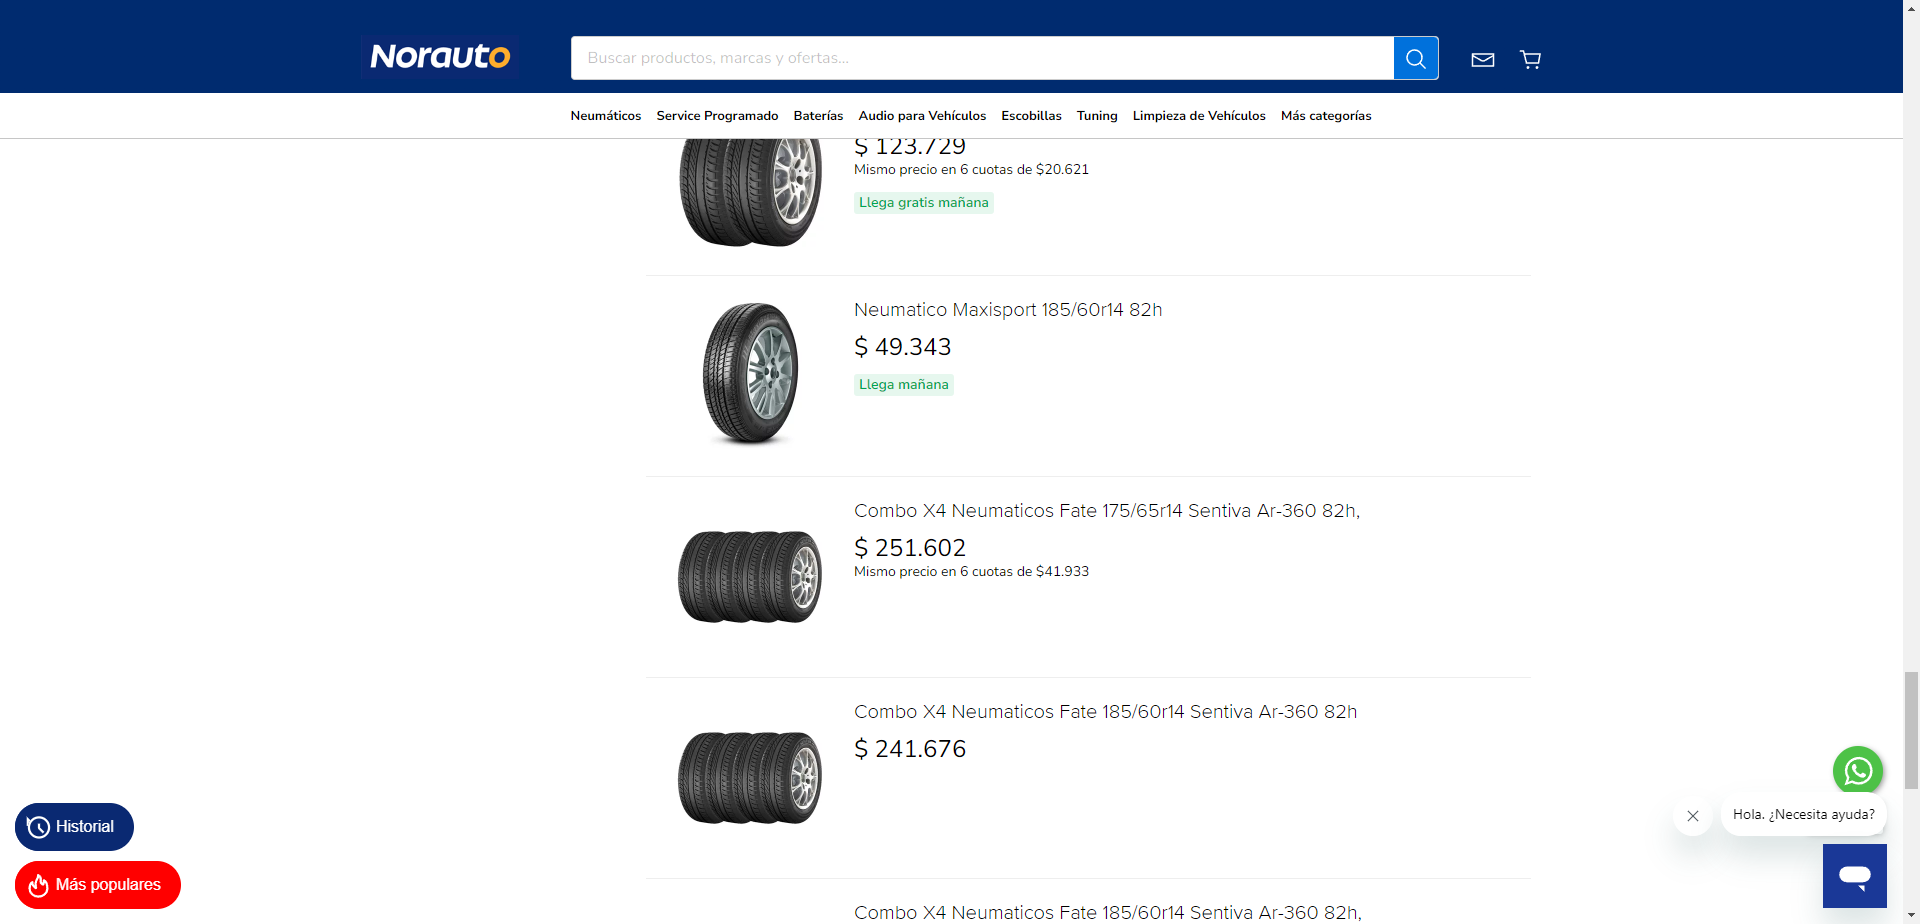 Norauto
Buscar productos, marcas y ofertas...
Neumáticos Service Programado Baterías Audio para Vehículos Escobillas Tuning Limpieza de Vehículos Más categorías
$ 123.729
Mismo precio en 6 cuotas de $20.621
Llega gratis mañana
Neumatico Maxisport 185/60r14 82h
$ 49.343
Llega mañana
Combo X4 Neumaticos Fate 175/65r14 Sentiva Ar-360 82h,
$ 251.602
Mismo precio en 6 cuotas de $41.933
Combo X4 Neumaticos Fate 185/60r14 Sentiva Ar-360 82h
$ 241.676
Hola. ¿Necesita ayuda?
Historial
Más populares
Combo X4 Neumaticos Fate 185/60r14 Sentiva Ar-360 82h,